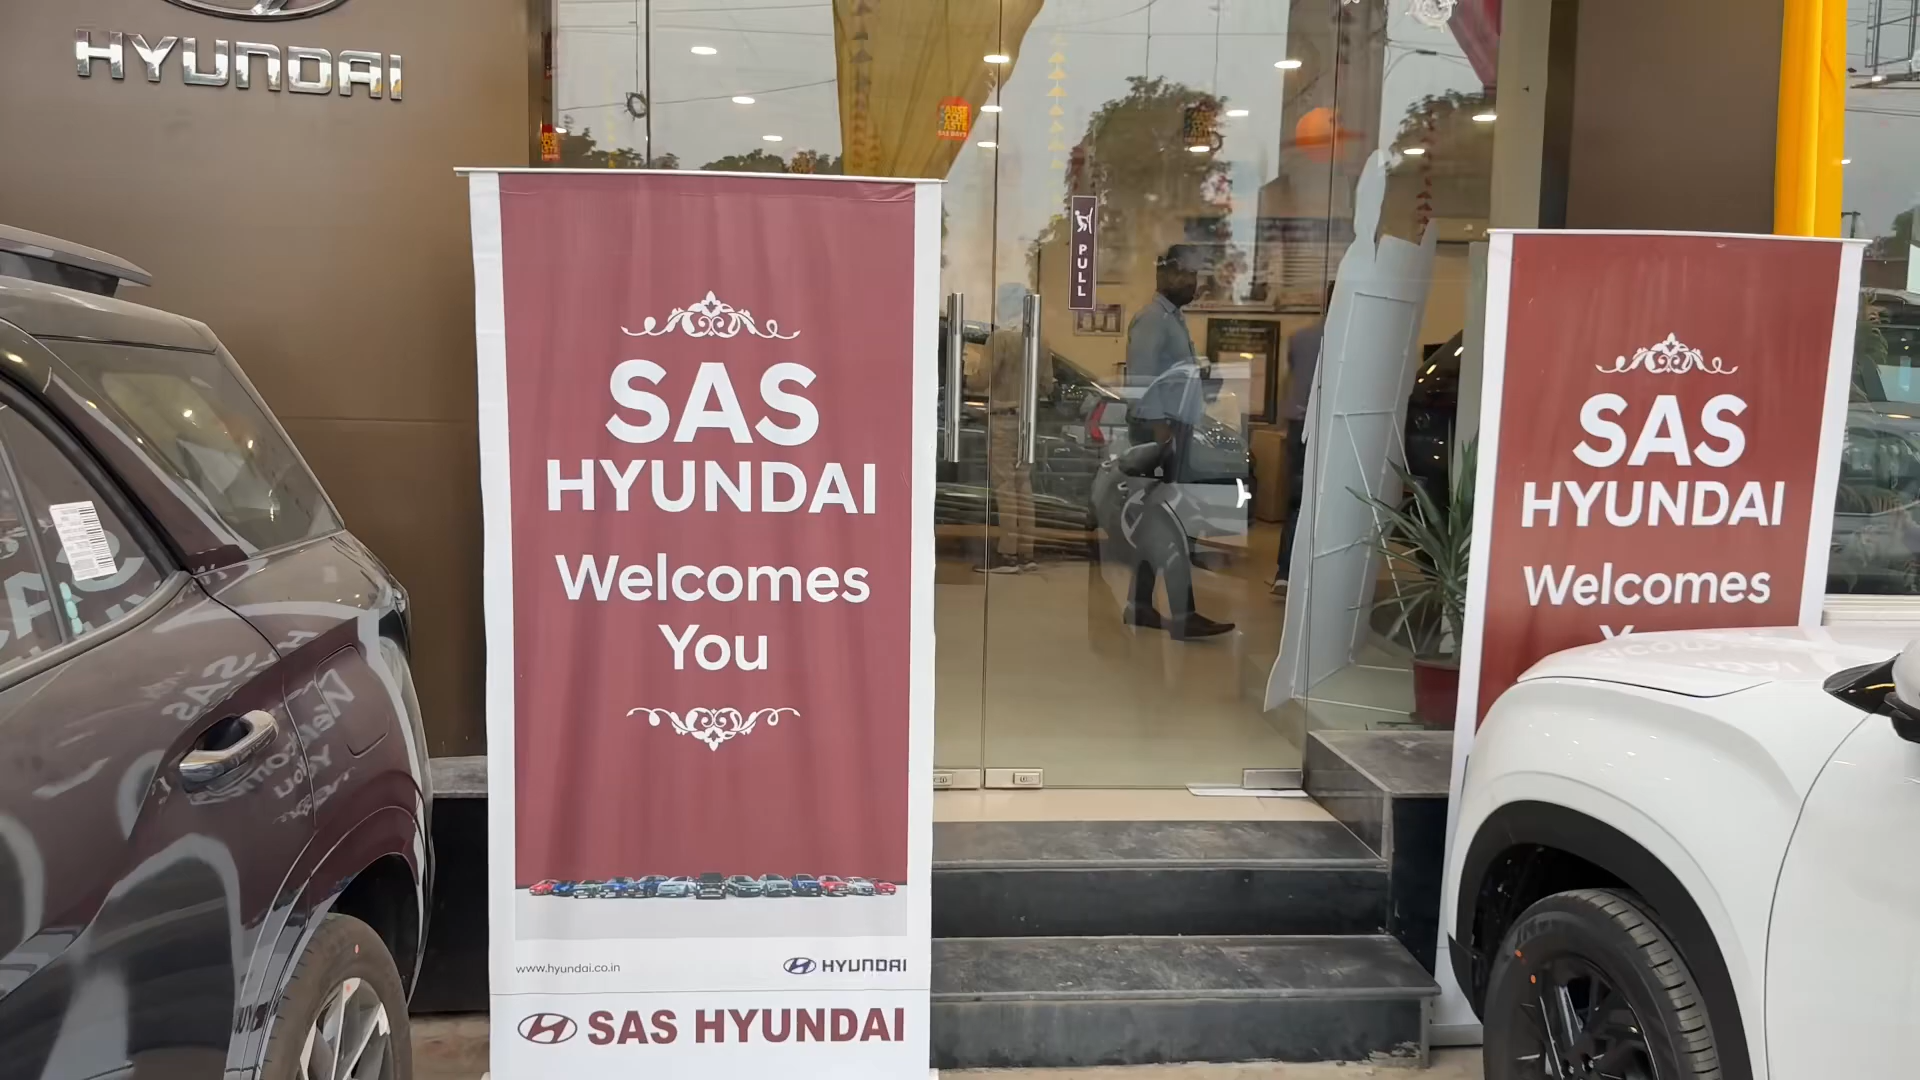 HYUNDAI
SAS
HYUNDAI
Welcomes
You
www.hyundai.co.in
HYUNDAI
SAS HYUNDAI
PULL
SAS
HYUNDAI
Welcomes